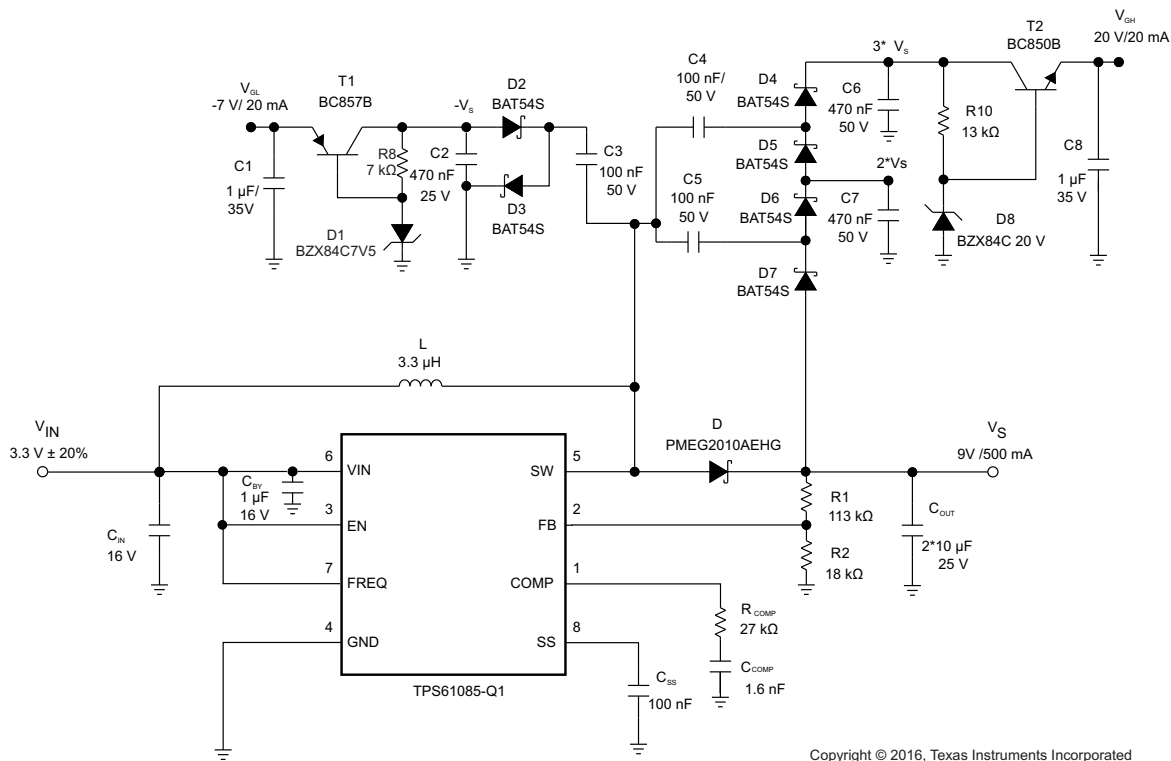 T1
BC857B
V_GL
-7 V/ 20 mA
C1
1 µF/
35V
R8
7 kΩ
D1
BZX84C7V5
-V_S
C2
470 nF
25 V
D2
BAT54S
D3
BAT54S
C3
100 nF
50 V
C4
100 nF/
50 V
C5
100 nF
50 V
D4
BAT54S
D5
BAT54S
D6
BAT54S
D7
BAT54S
3* V_S
C6
470 nF
50 V
2*Vs
C7
470 nF
50 V
R10
13 kΩ
D8
BZX84C 20 V
T2
BC850B
V_GH
20 V/20 mA
C8
1 µF
35 V
L
3.3 µH
V_IN
3.3 V ± 20%
C_IN
16 V
C_BY
1 µF
16 V
6
VIN
3
EN
7
FREQ
4
GND
5
SW
2
FB
1
COMP
8
SS
TPS61085-Q1
D
PMEG2010AEHG
V_S
9V /500 mA
R1
113 kΩ
R2
18 kΩ
C_OUT
2*10 µF
25 V
R_COMP
27 kΩ
C_COMP
1.6 nF
C_SS
100 nF
Copyright © 2016, Texas Instruments Incorporated